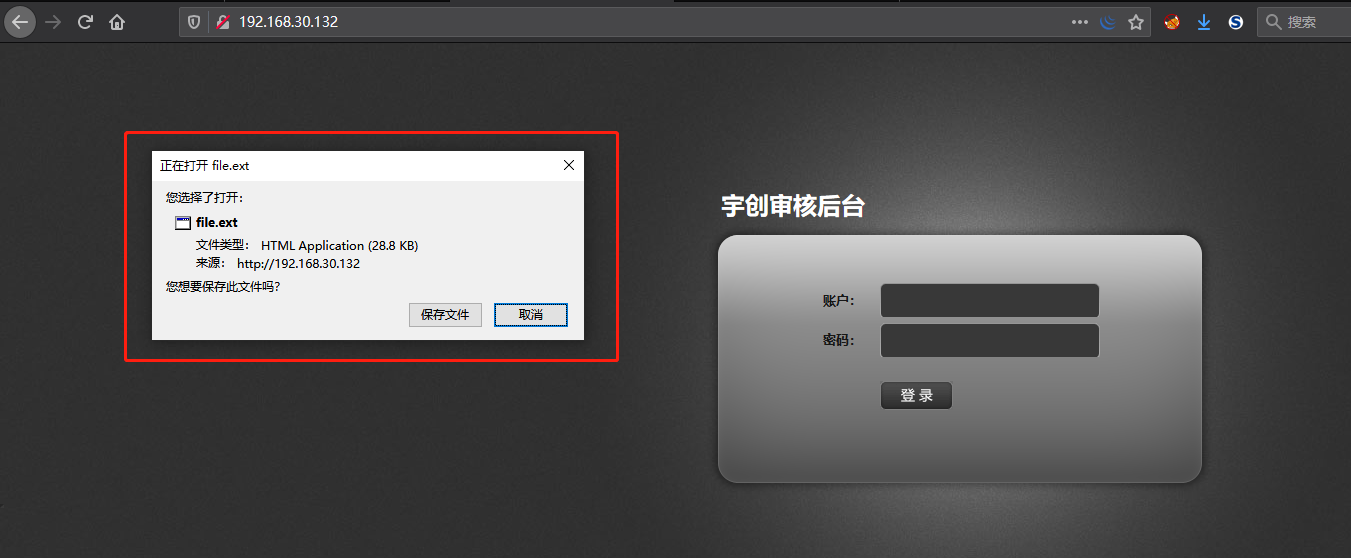 192.168.30.132
搜索
正在打开 file.ext
您选择了打开：
file.ext
文件类型： HTML Application (28.8 KB)
来源： http://192.168.30.132
您想要保存此文件吗？
保存文件
取消
宇创审核后台
账户：
密码：
登 录